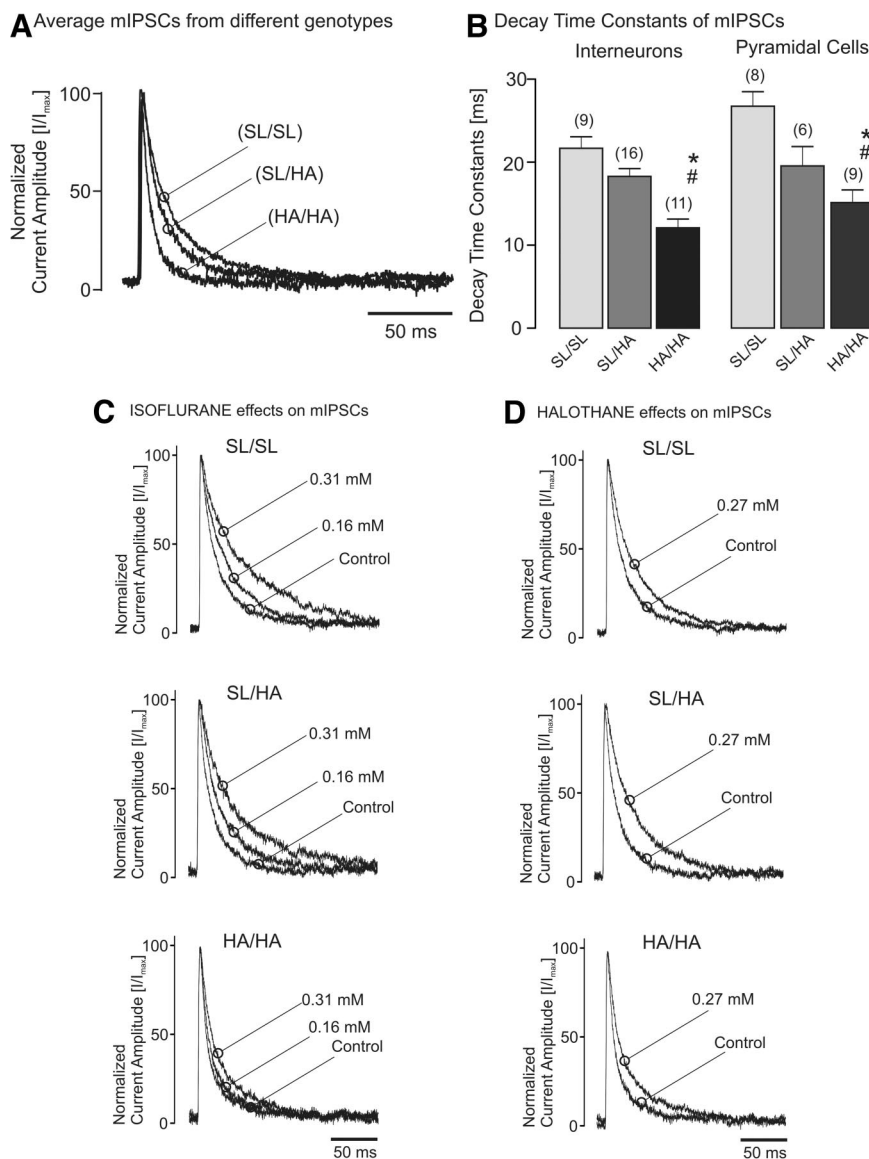 A Average mIPSCs from different genotypes
Normalized
Current Amplitude [I/Imax]
100
50
0
(SL/SL)
(SL/HA)
(HA/HA)
50 ms
B Decay Time Constants of mIPSCs
Interneurons
Pyramidal Cells
Decay Time Constants [ms]
30
20
10
0
(9)
(16)
*
#
(11)
(8)
(6)
*
#
(9)
SL/SL
SL/HA
HA/HA
SL/SL
SL/HA
HA/HA
C ISOFLURANE effects on mIPSCs
SL/SL
Normalized
Current Amplitude [I/Imax]
100
50
0
0.31 mM
0.16 mM
Control
SL/HA
Normalized
Current Amplitude [I/Imax]
100
50
0
0.31 mM
0.16 mM
Control
HA/HA
Normalized
Current Amplitude [I/Imax]
100
50
0
0.31 mM
0.16 mM
Control
50 ms
D HALOTHANE effects on mIPSCs
SL/SL
Normalized
Current Amplitude [I/Imax]
100
50
0
0.27 mM
Control
SL/HA
Normalized
Current Amplitude [I/Imax]
100
50
0
0.27 mM
Control
HA/HA
Normalized
Current Amplitude [I/Imax]
100
50
0
0.27 mM
Control
50 ms